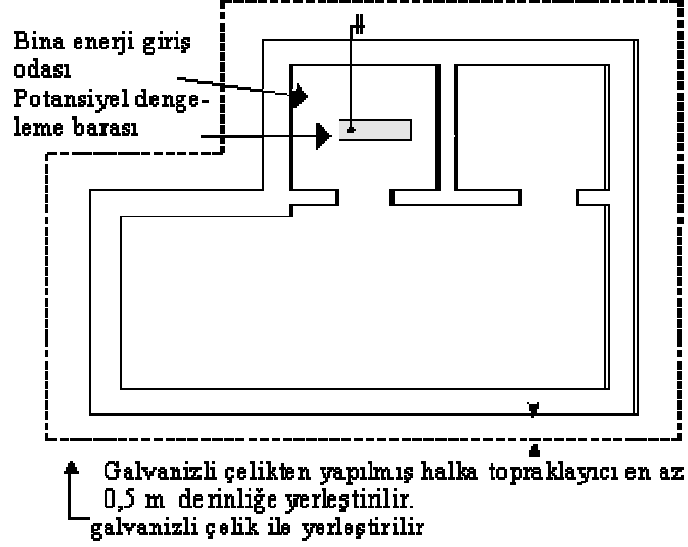 Bina enerji giriş
odası
Potansiyel denge-
leme barası
Galvanizli çelikten yapılmış halka topraklayıcı en az
0,5 m derinliğe yerleştirilir.
galvanizli çelik ile yerleştirilir